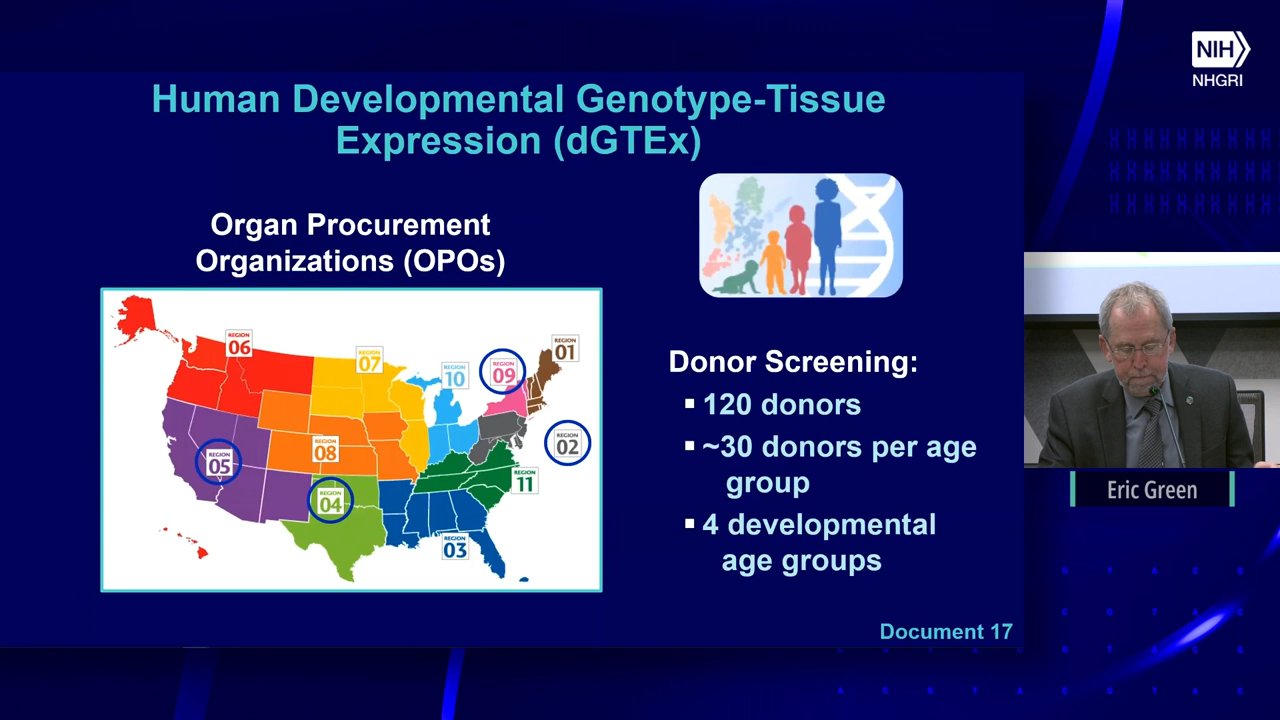 NIH
NHGRI
Human Developmental Genotype-Tissue
Expression (dGTEx)
Organ Procurement
Organizations (OPOs)
REGION
06
REGION
07
REGION
10
REGION
09
REGION
01
REGION
02
REGION
05
REGION
08
REGION
04
REGION
11
REGION
03
Donor Screening:
▪ 120 donors
▪ ~30 donors per age
group
▪ 4 developmental
age groups
Document 17
Eric Green